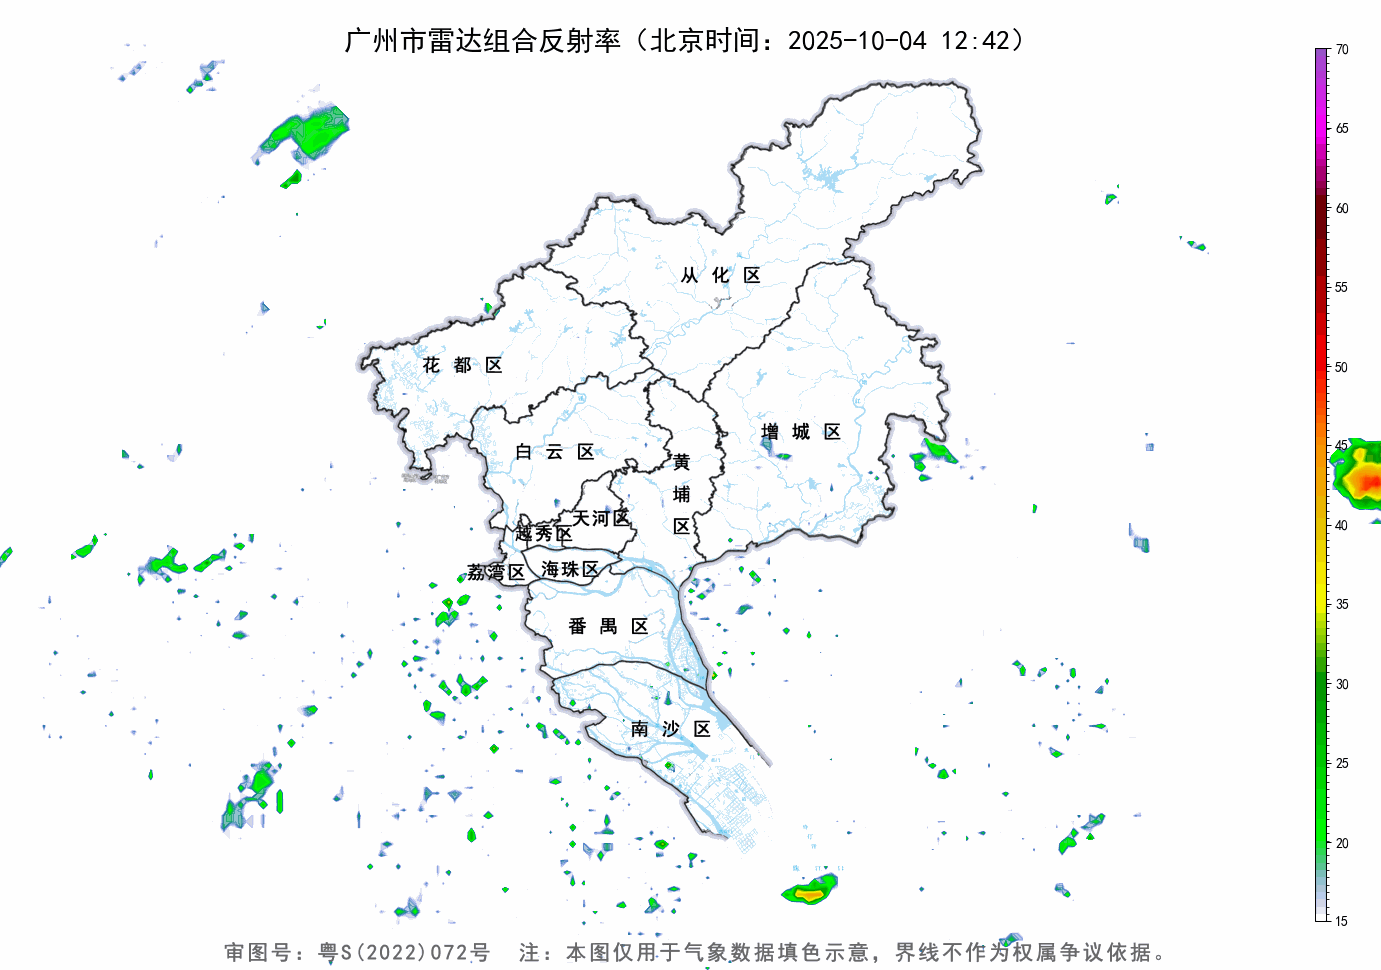 广州市雷达组合反射率（北京时间：2025-10-04 12:42）
70
65
60
55
50
45
40
35
30
25
20
15
从化区
花都区
增城区
白云区
黄埔区
天河区
越秀区
荔湾区
海珠区
番禺区
南沙区
审图号：粤S(2022)072号 注：本图仅用于气象数据填色示意，界线不作为权属争议依据。